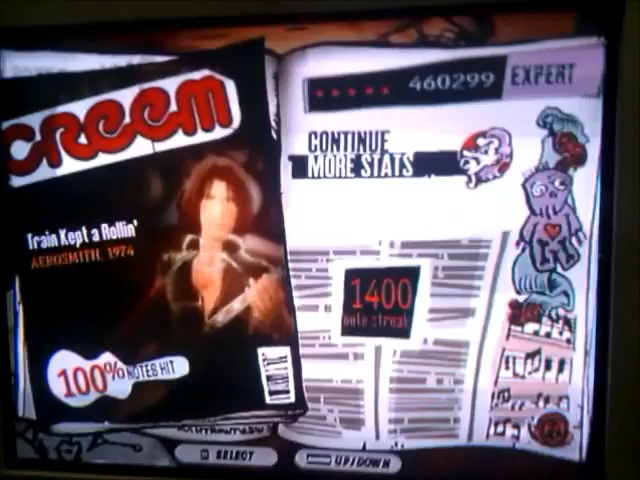 CREEM
Train Kept a Rollin'
AEROSMITH, 1974
100% NOTES HIT
460299 EXPERT
CONTINUE
MORE STATS
1400
note streak
SELECT
UP/DOWN